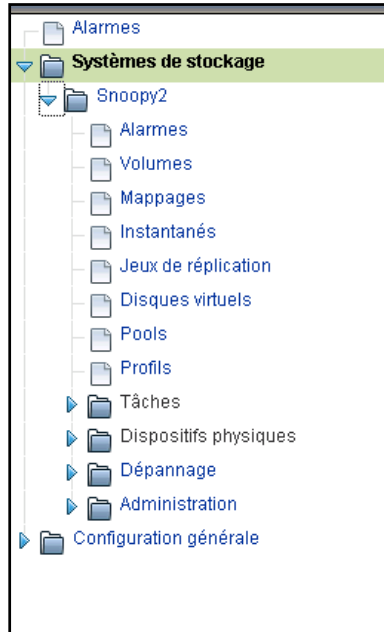 Alarmes
Systèmes de stockage
Snoopy2
Alarmes
Volumes
Mappages
Instantanés
Jeux de réplication
Disques virtuels
Pools
Profils
Tâches
Dispositifs physiques
Dépannage
Administration
Configuration générale